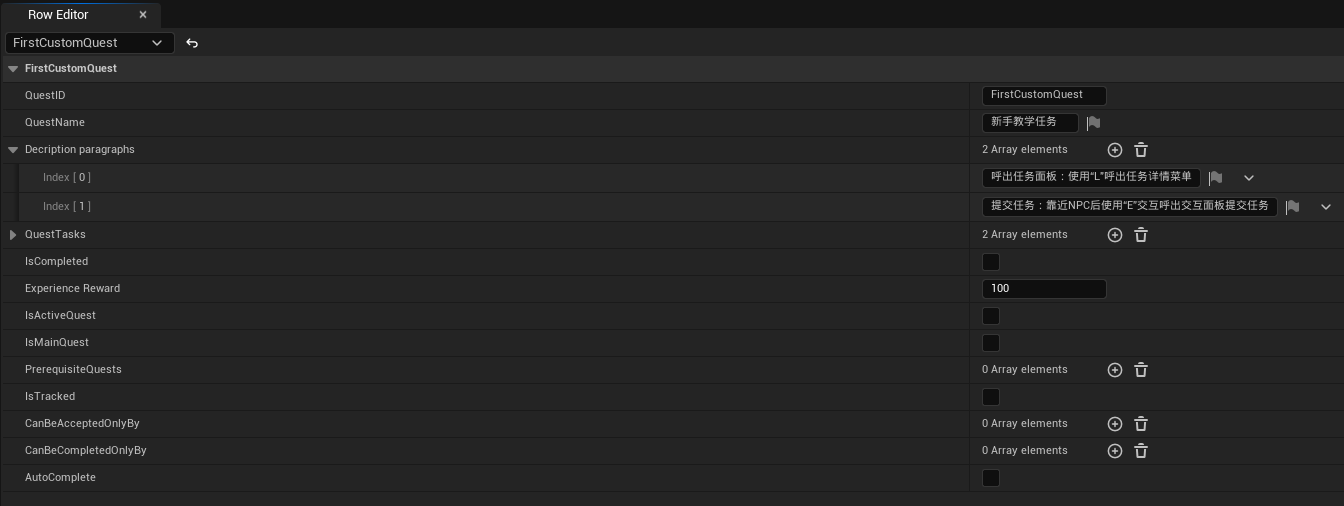 Row Editor
FirstCustomQuest
FirstCustomQuest
QuestID FirstCustomQuest
QuestName 新手教学任务
Decription paragraphs 2 Array elements
Index [ 0 ] 呼出任务面板：使用“L”呼出任务详情菜单
Index [ 1 ] 提交任务：靠近NPC后使用“E”交互呼出交互面板提交任务
QuestTasks 2 Array elements
IsCompleted
Experience Reward 100
IsActiveQuest
IsMainQuest
PrerequisiteQuests 0 Array elements
IsTracked
CanBeAcceptedOnlyBy 0 Array elements
CanBeCompletedOnlyBy 0 Array elements
AutoComplete